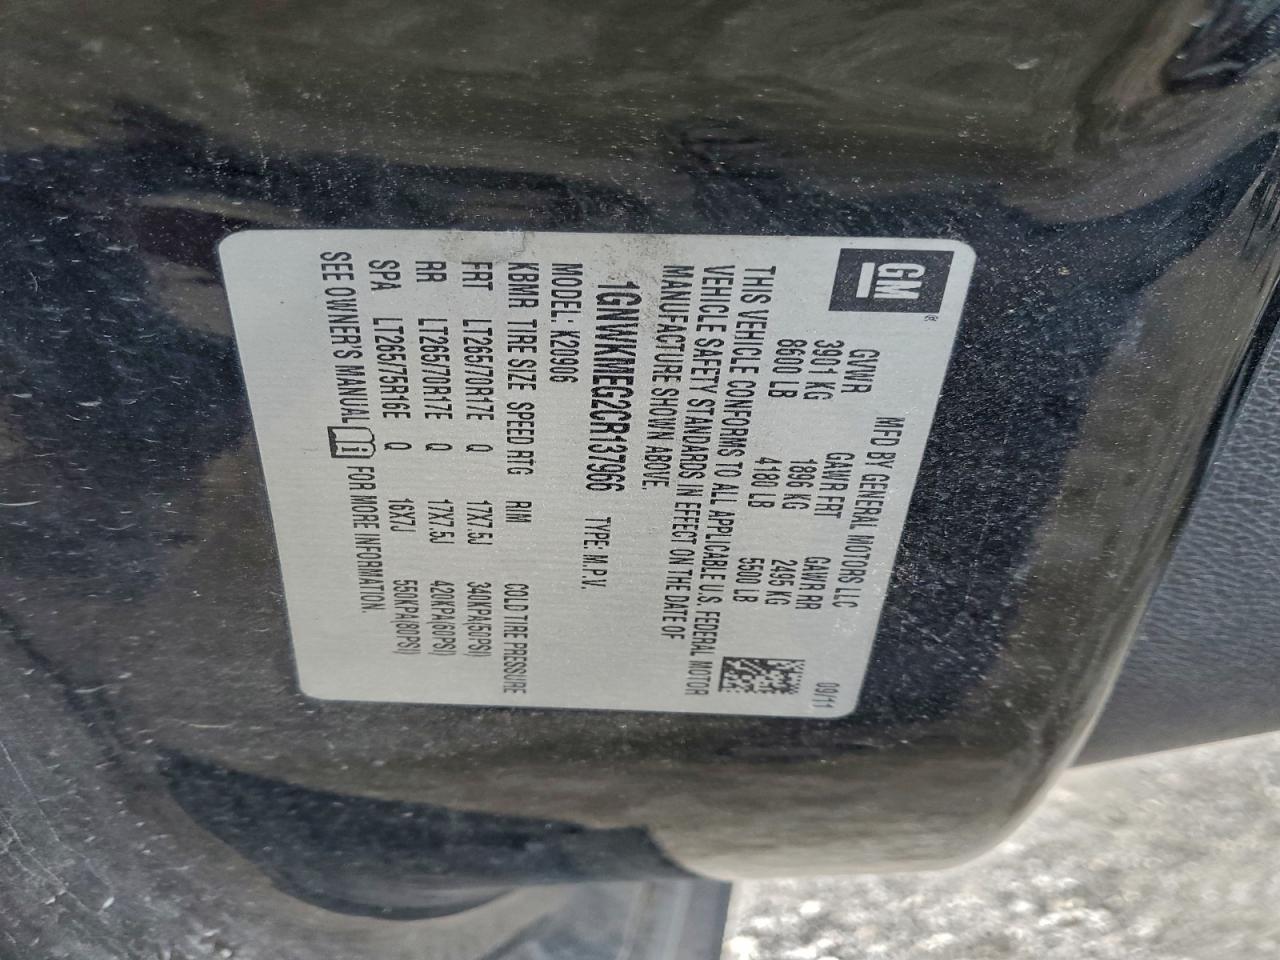 GM®
MFD BY GENERAL MOTORS LLC
09/11
GVWR GAWR FRT GAWR RR
3901 KG 1896 KG 2495 KG
8600 LB 4180 LB 5500 LB
THIS VEHICLE CONFORMS TO ALL APPLICABLE U.S. FEDERAL MOTOR
VEHICLE SAFETY STANDARDS IN EFFECT ON THE DATE OF
MANUFACTURE SHOWN ABOVE.
1GNWKMEG2CR137966 TYPE: M.P.V.
MODEL: K20906
KBMR TIRE SIZE SPEED RTG RIM COLD TIRE PRESSURE
FRT LT265/70R17E Q 17X7.5J 340KPA(50PSI)
RR LT265/70R17E Q 17X7.5J 420KPA(60PSI)
SPA LT265/75R16E Q 16X7J 550KPA(80PSI)
SEE OWNER'S MANUAL FOR MORE INFORMATION.